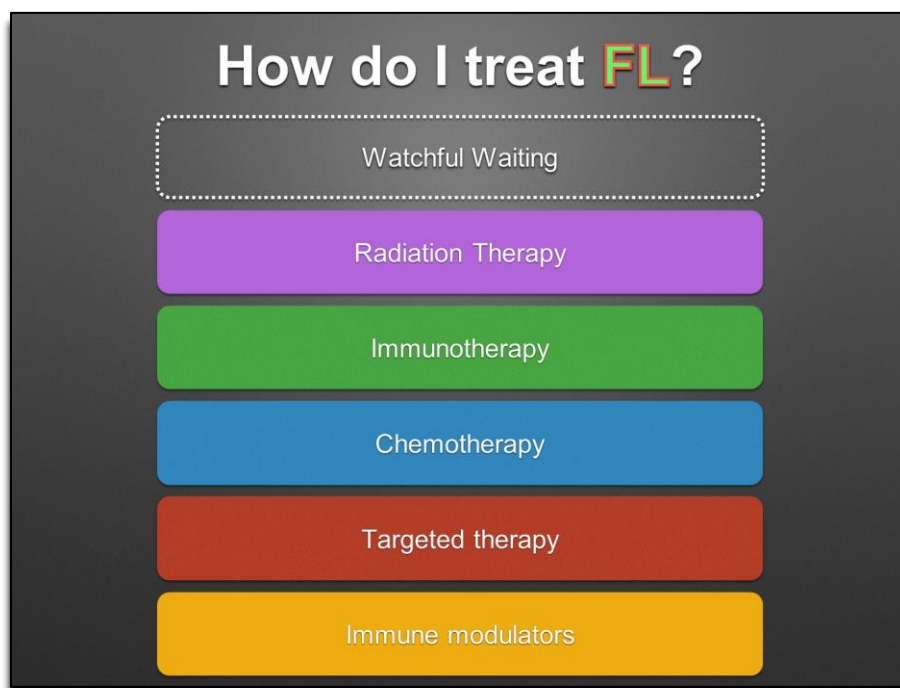 How do I treat FL?
Watchful Waiting
Radiation Therapy
Immunotherapy
Chemotherapy
Targeted therapy
Immune modulators